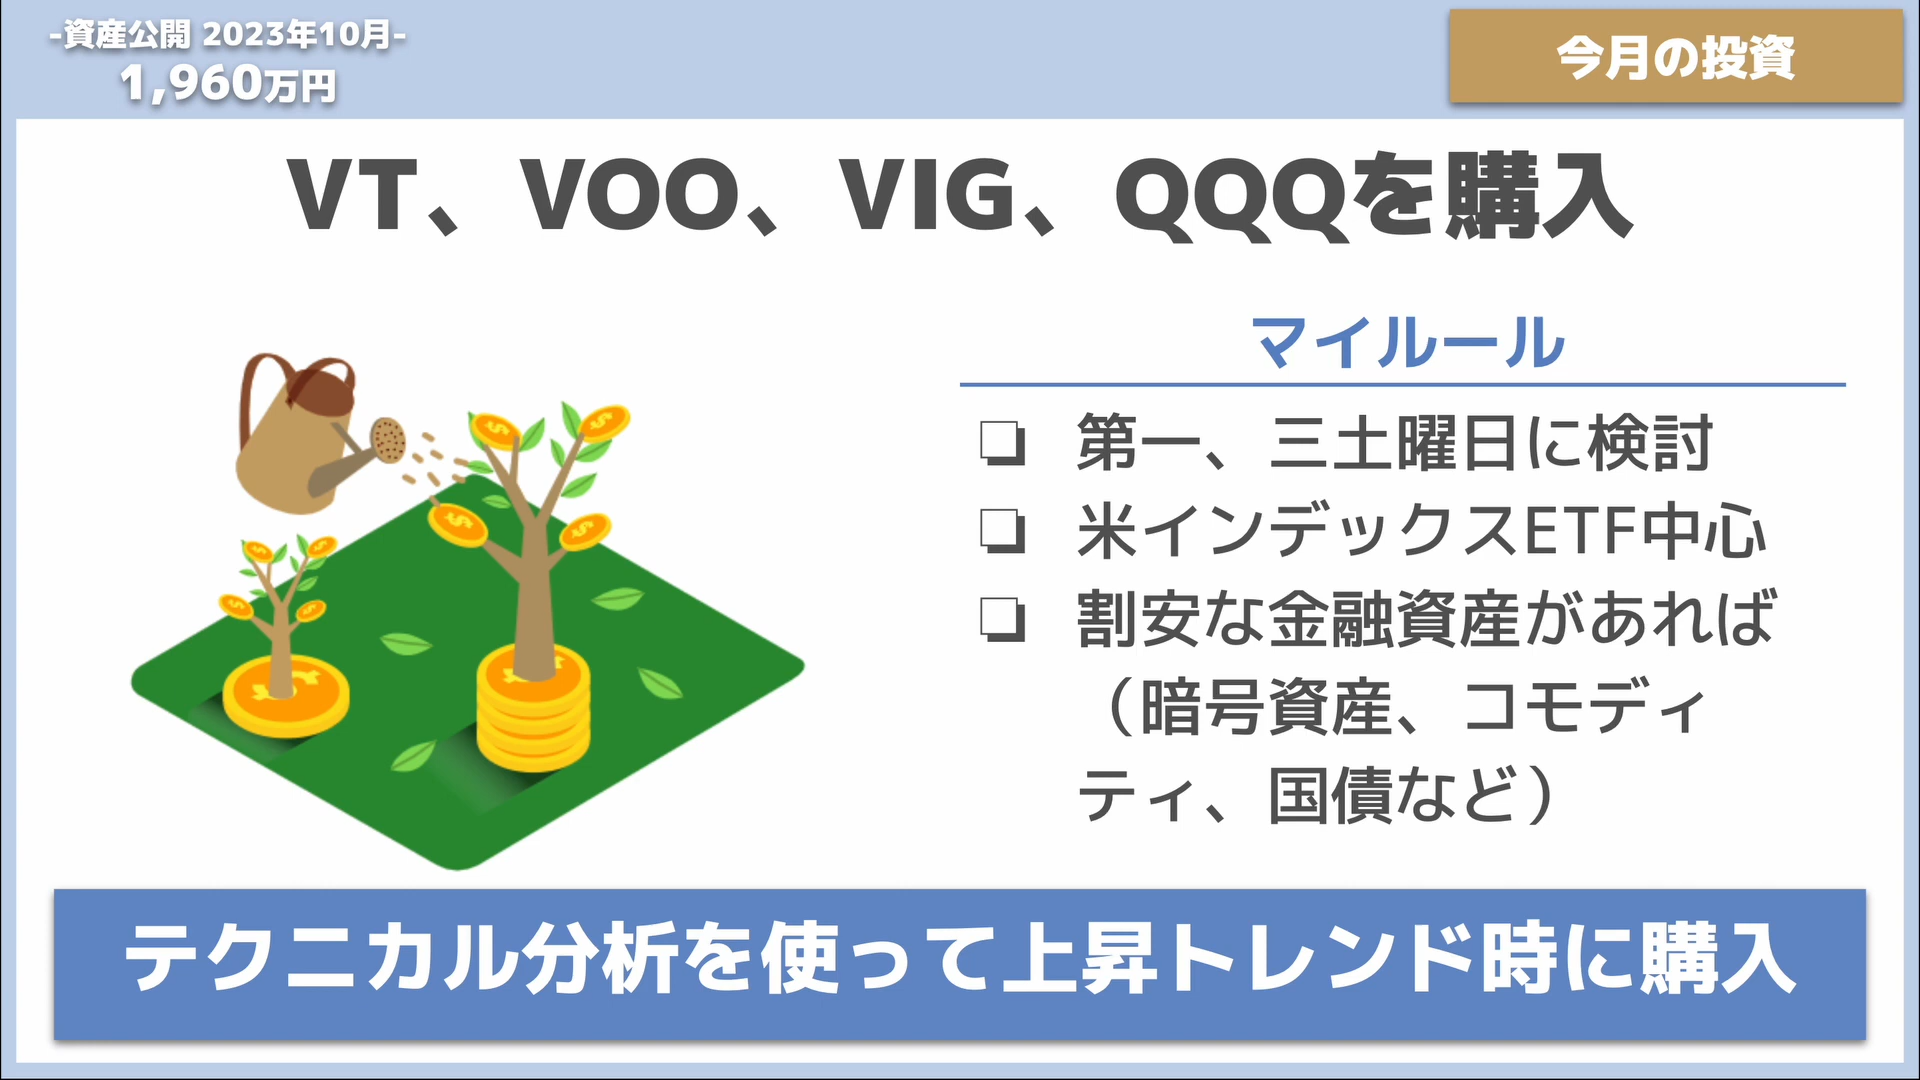 -資産公開 2023年10月-
1,960万円
今月の投資
VT、VOO、VIG、QQQを購入
マイルール
❏ 第一、三土曜日に検討
❏ 米インデックスETF中心
❏ 割安な金融資産があれば
（暗号資産、コモディ
ティ、国債など）
テクニカル分析を使って上昇トレンド時に購入